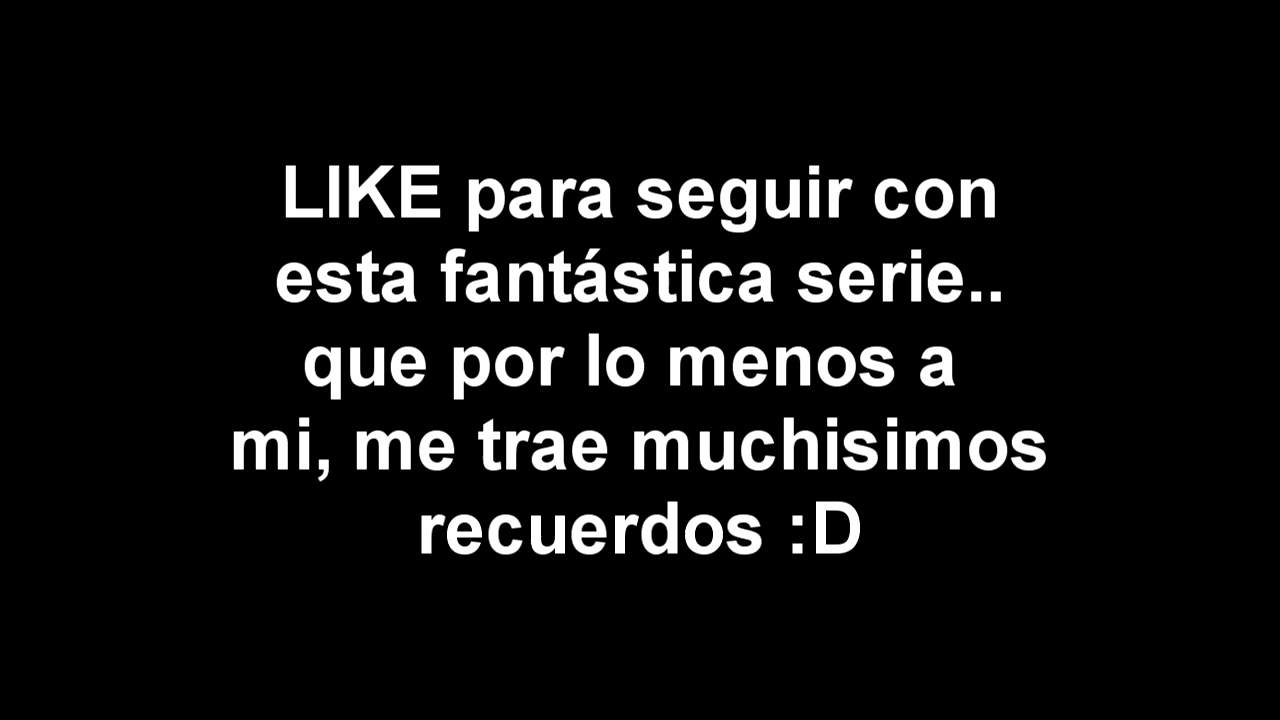 LIKE para seguir con
esta fantástica serie..
que por lo menos a
mi, me trae muchisimos
recuerdos :D